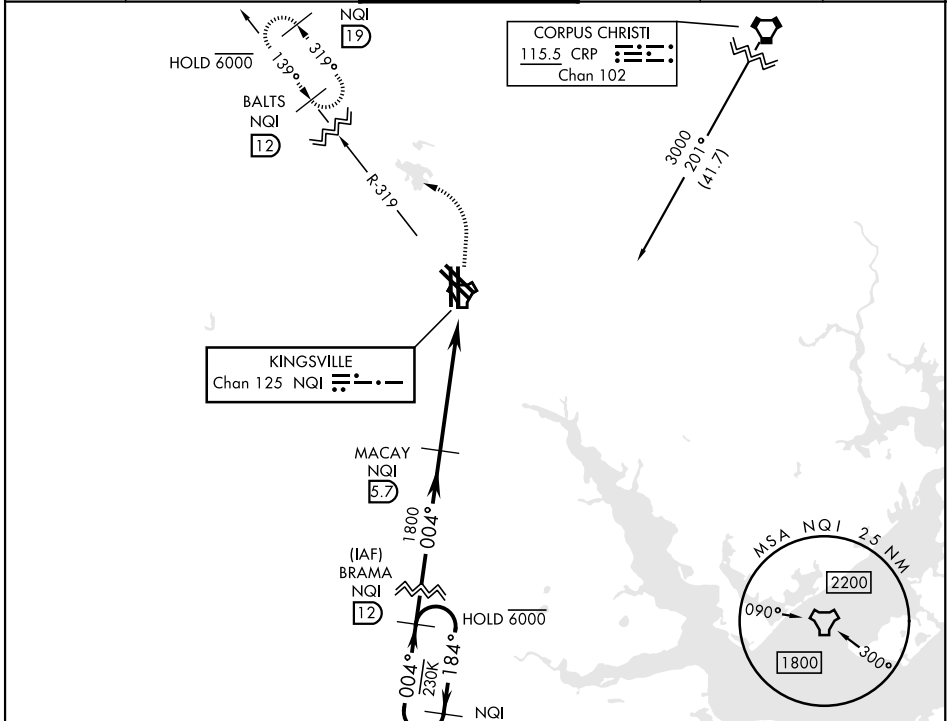 NQI
19
319°
HOLD 6000
139°
BALTS
NQI
12
R-319
CORPUS CHRISTI
115.5 CRP
Chan 102
3000
201°
(41.7)
KINGSVILLE
Chan 125 NQI
MACAY
NQI
5.7
1800
004°
(IAF)
BRAMA
NQI
12
HOLD 6000
004°
230K
184°
NQI
MSA NQI 25 NM
2200
090°
1800
300°